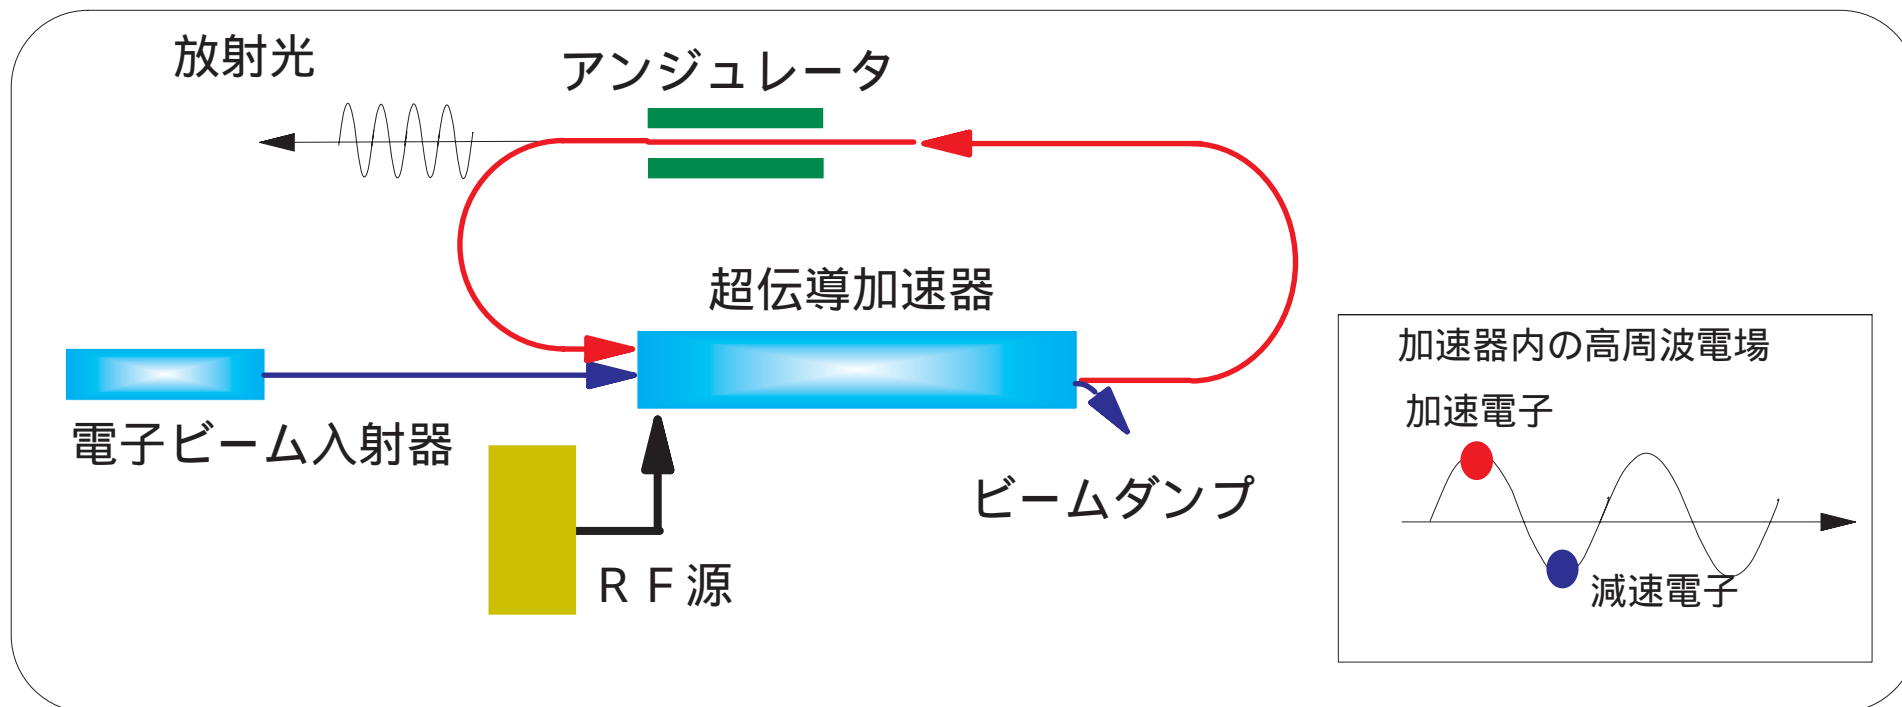 放射光
アンジュレータ
超伝導加速器
電子ビーム入射器
ビームダンプ
ＲＦ源
加速器内の高周波電場
加速電子
減速電子